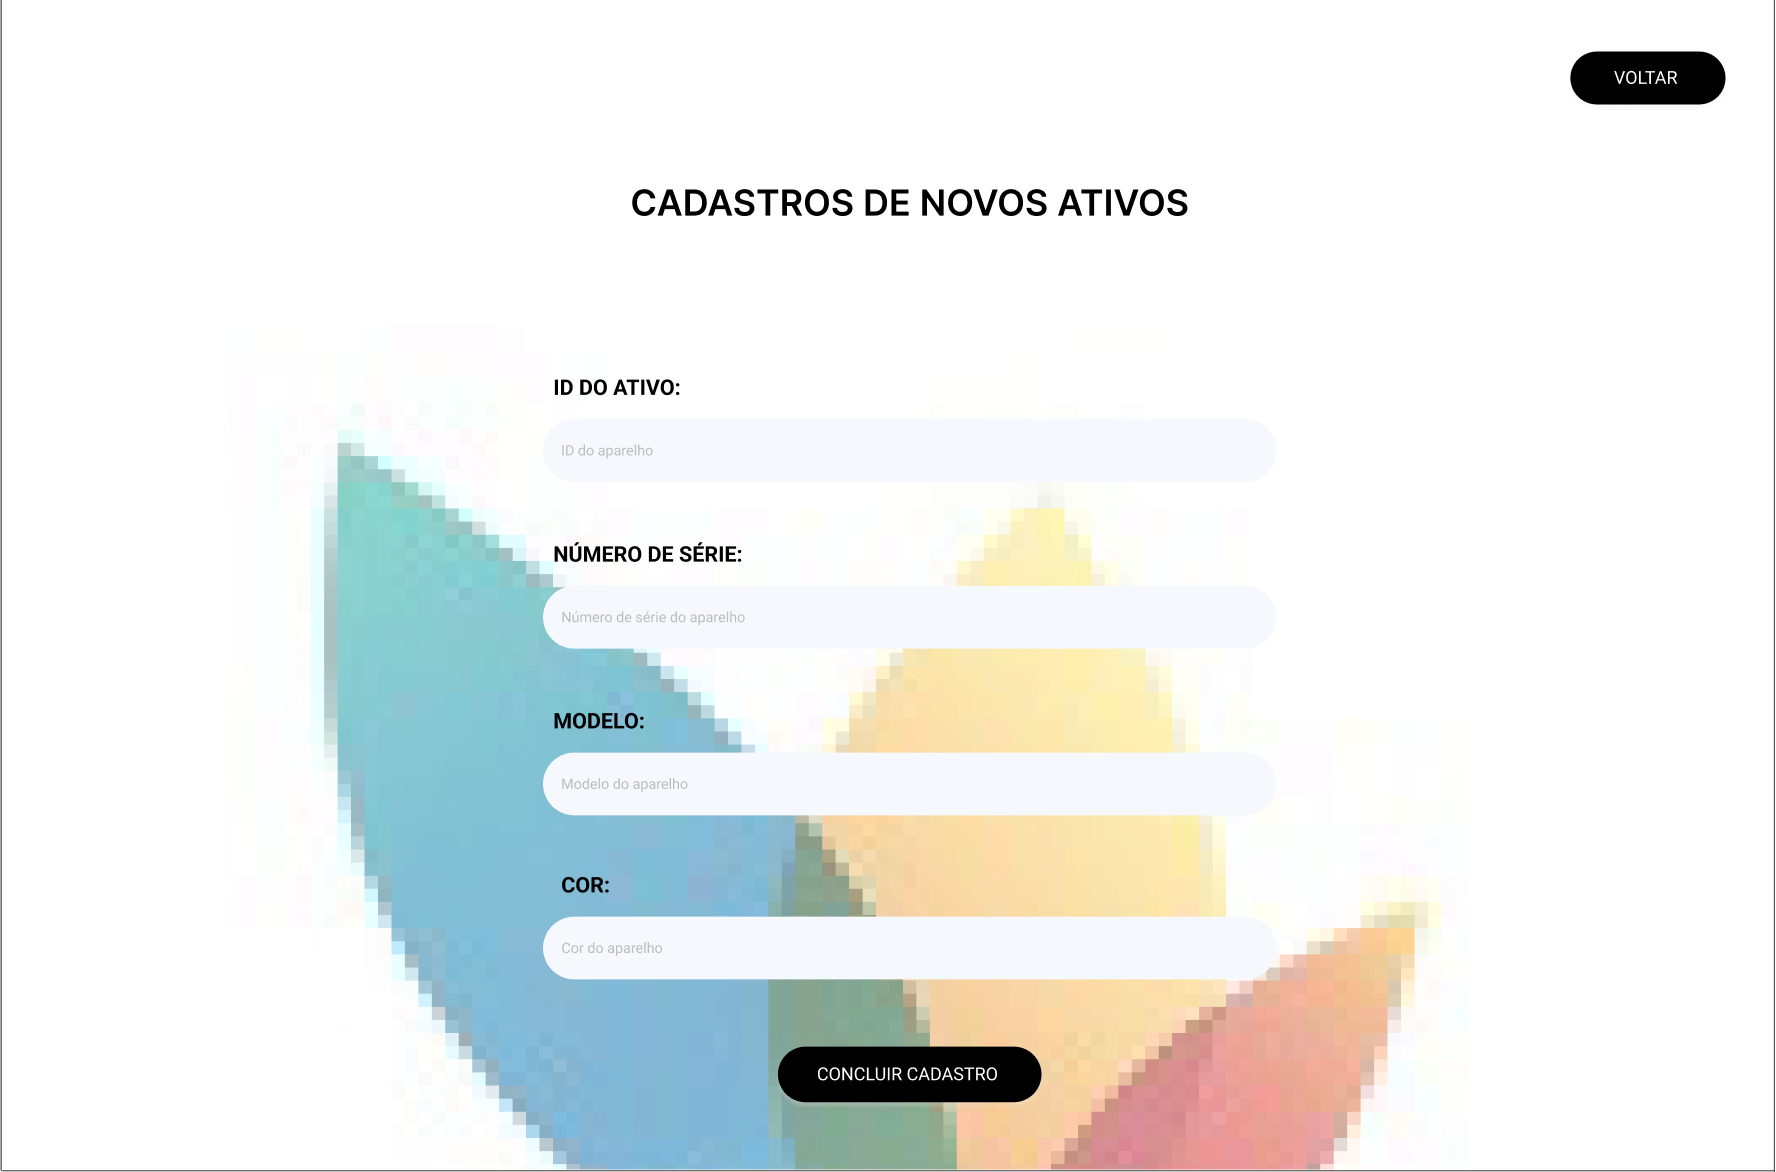 VOLTAR
CADASTROS DE NOVOS ATIVOS
ID DO ATIVO:
ID do aparelho
NÚMERO DE SÉRIE:
Número de série do aparelho
MODELO:
Modelo do aparelho
COR:
Cor do aparelho
CONCLUIR CADASTRO